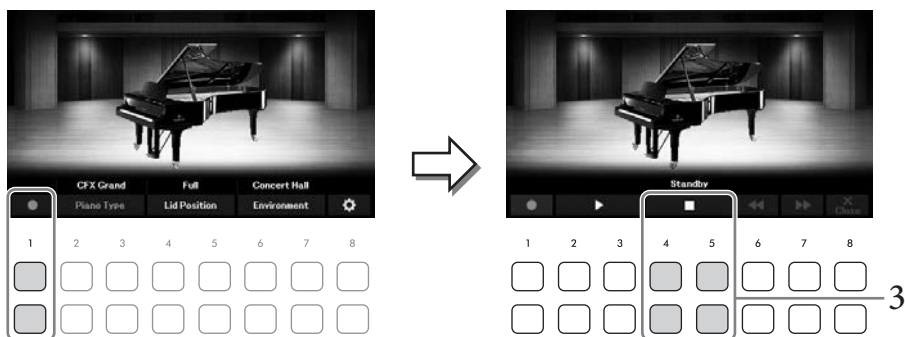 CFX Grand Full Concert Hall
Piano Type Lid Position Environment
1 2 3 4 5 6 7 8
Standby
Close
1 2 3 4 5 6 7 8
3